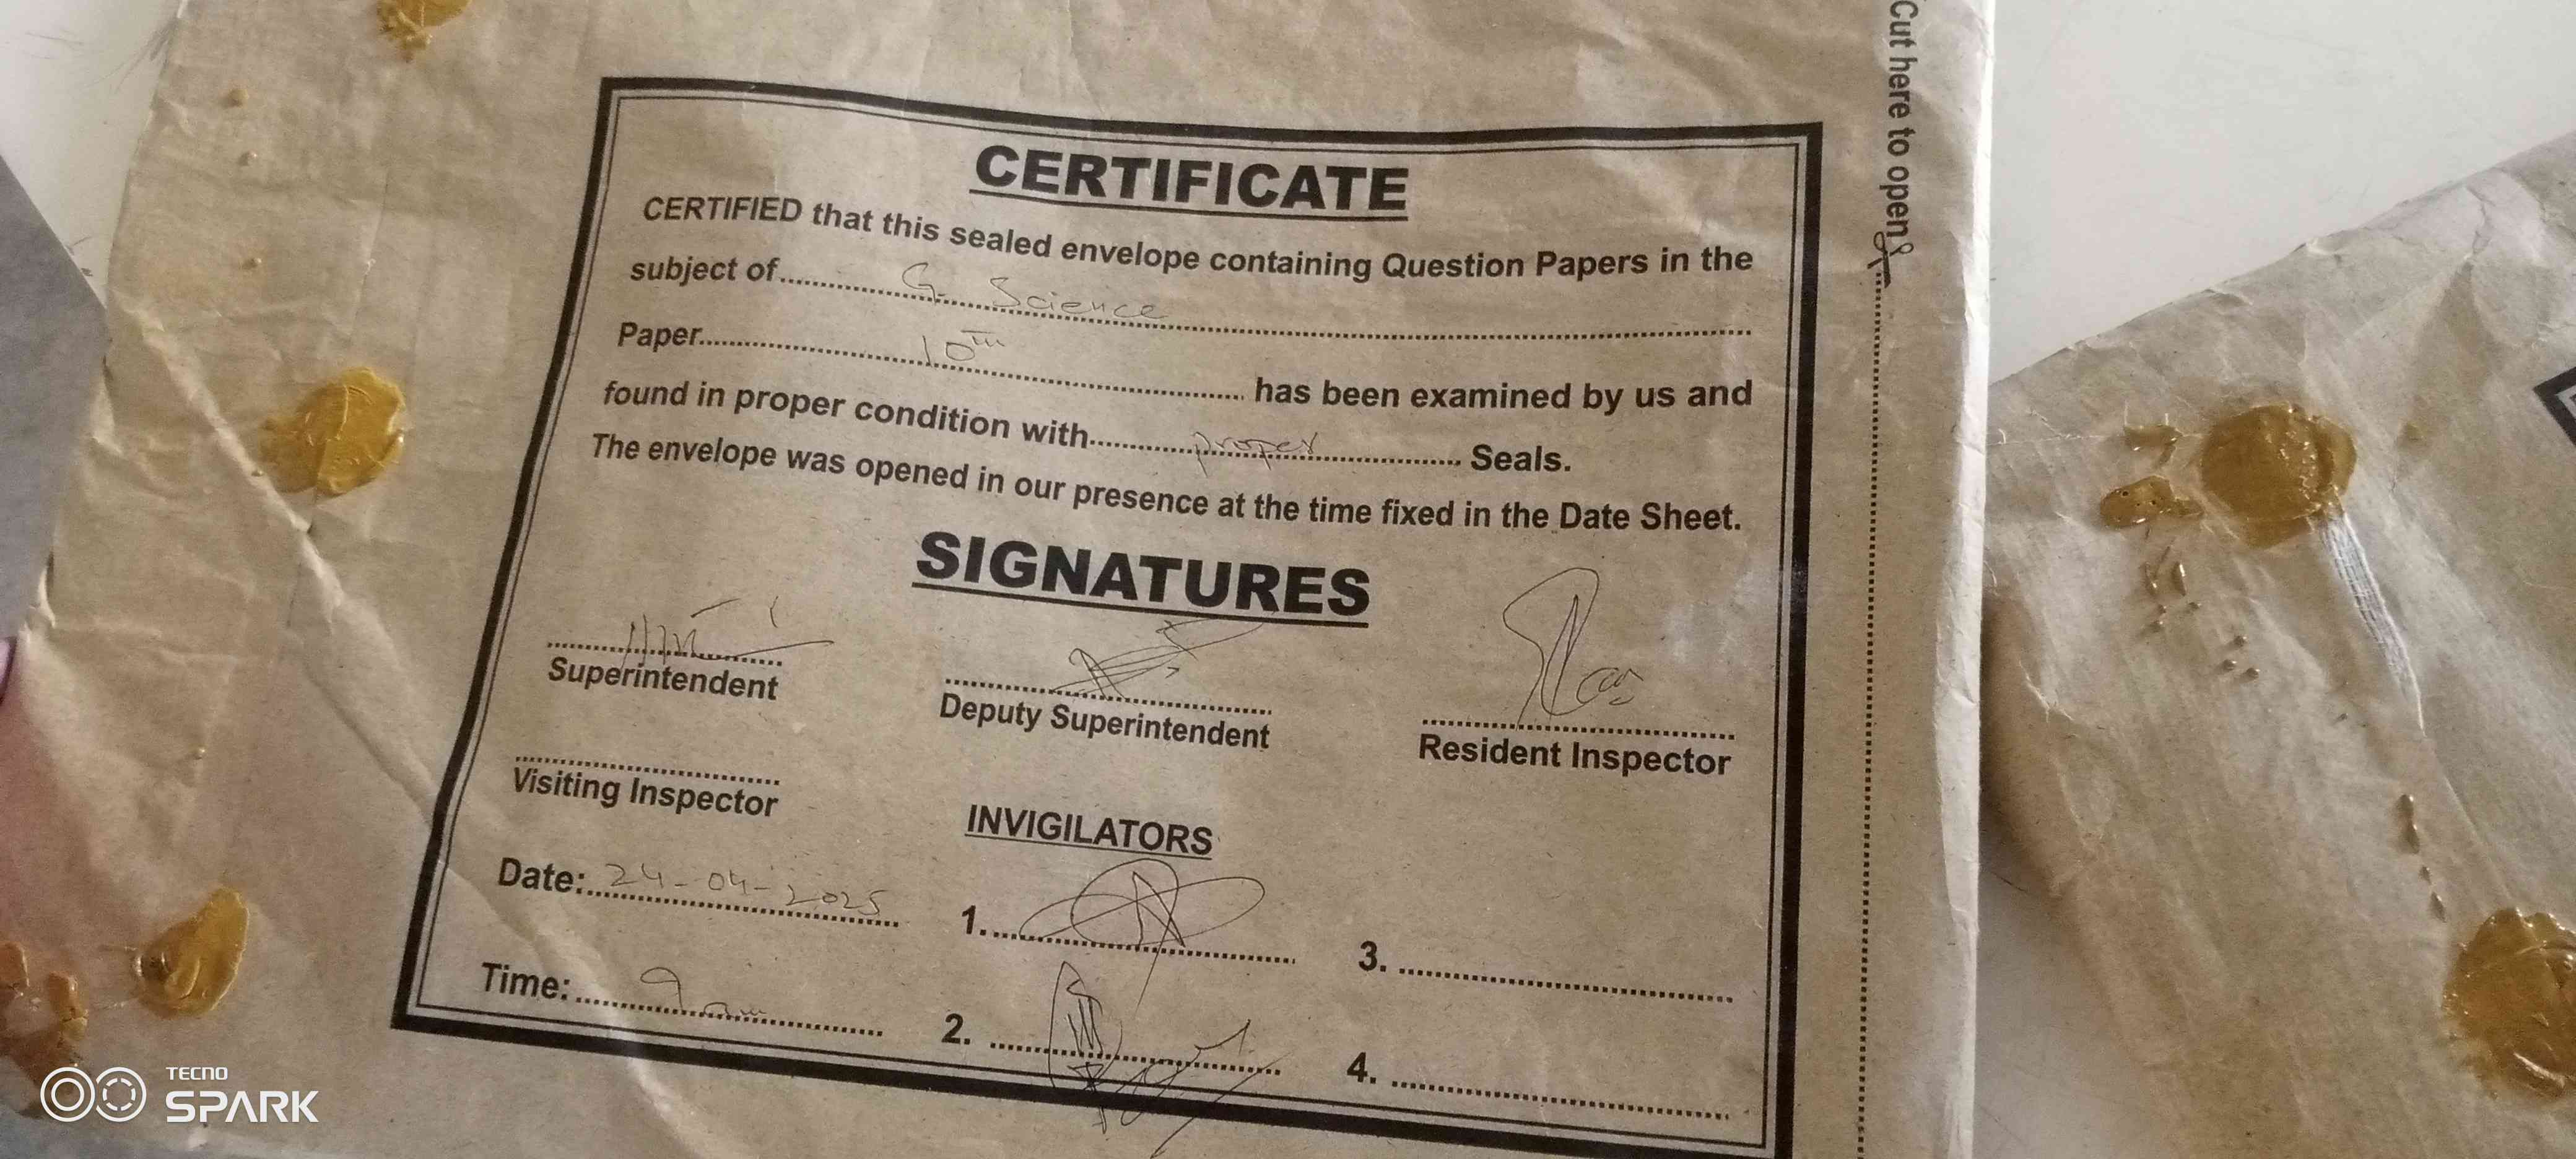 Cut here to open
CERTIFICATE
CERTIFIED that this sealed envelope containing Question Papers in the
subject of G. Science
Paper 10th has been examined by us and
found in proper condition with proper Seals.
The envelope was opened in our presence at the time fixed in the Date Sheet.
SIGNATURES
Superintendent
Deputy Superintendent
Resident Inspector
Visiting Inspector
INVIGILATORS
Date: 24-04-2025
1.
3.
Time: 9 am
2.
4.
TECNO
SPARK